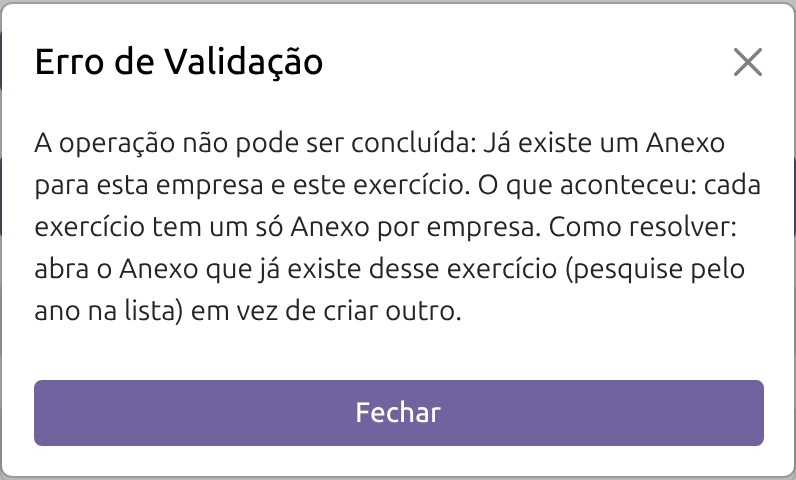 Erro de Validação
A operação não pode ser concluída: Já existe um Anexo
para esta empresa e este exercício. O que aconteceu: cada
exercício tem um só Anexo por empresa. Como resolver:
abra o Anexo que já existe desse exercício (pesquise pelo
ano na lista) em vez de criar outro.
Fechar